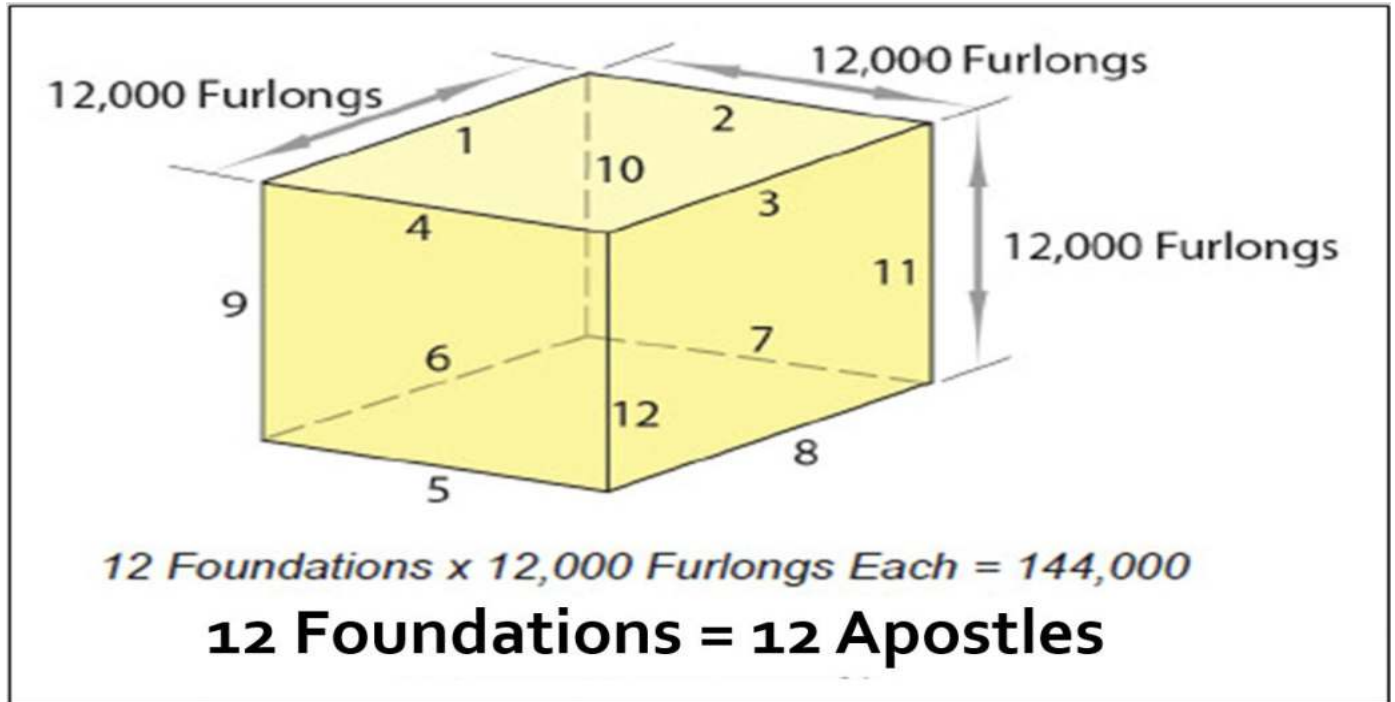 12,000 Furlongs
12,000 Furlongs
1
2
10
3
4
12,000 Furlongs
11
9
7
6
12
8
5
12 Foundations x 12,000 Furlongs Each = 144,000
12 Foundations = 12 Apostles